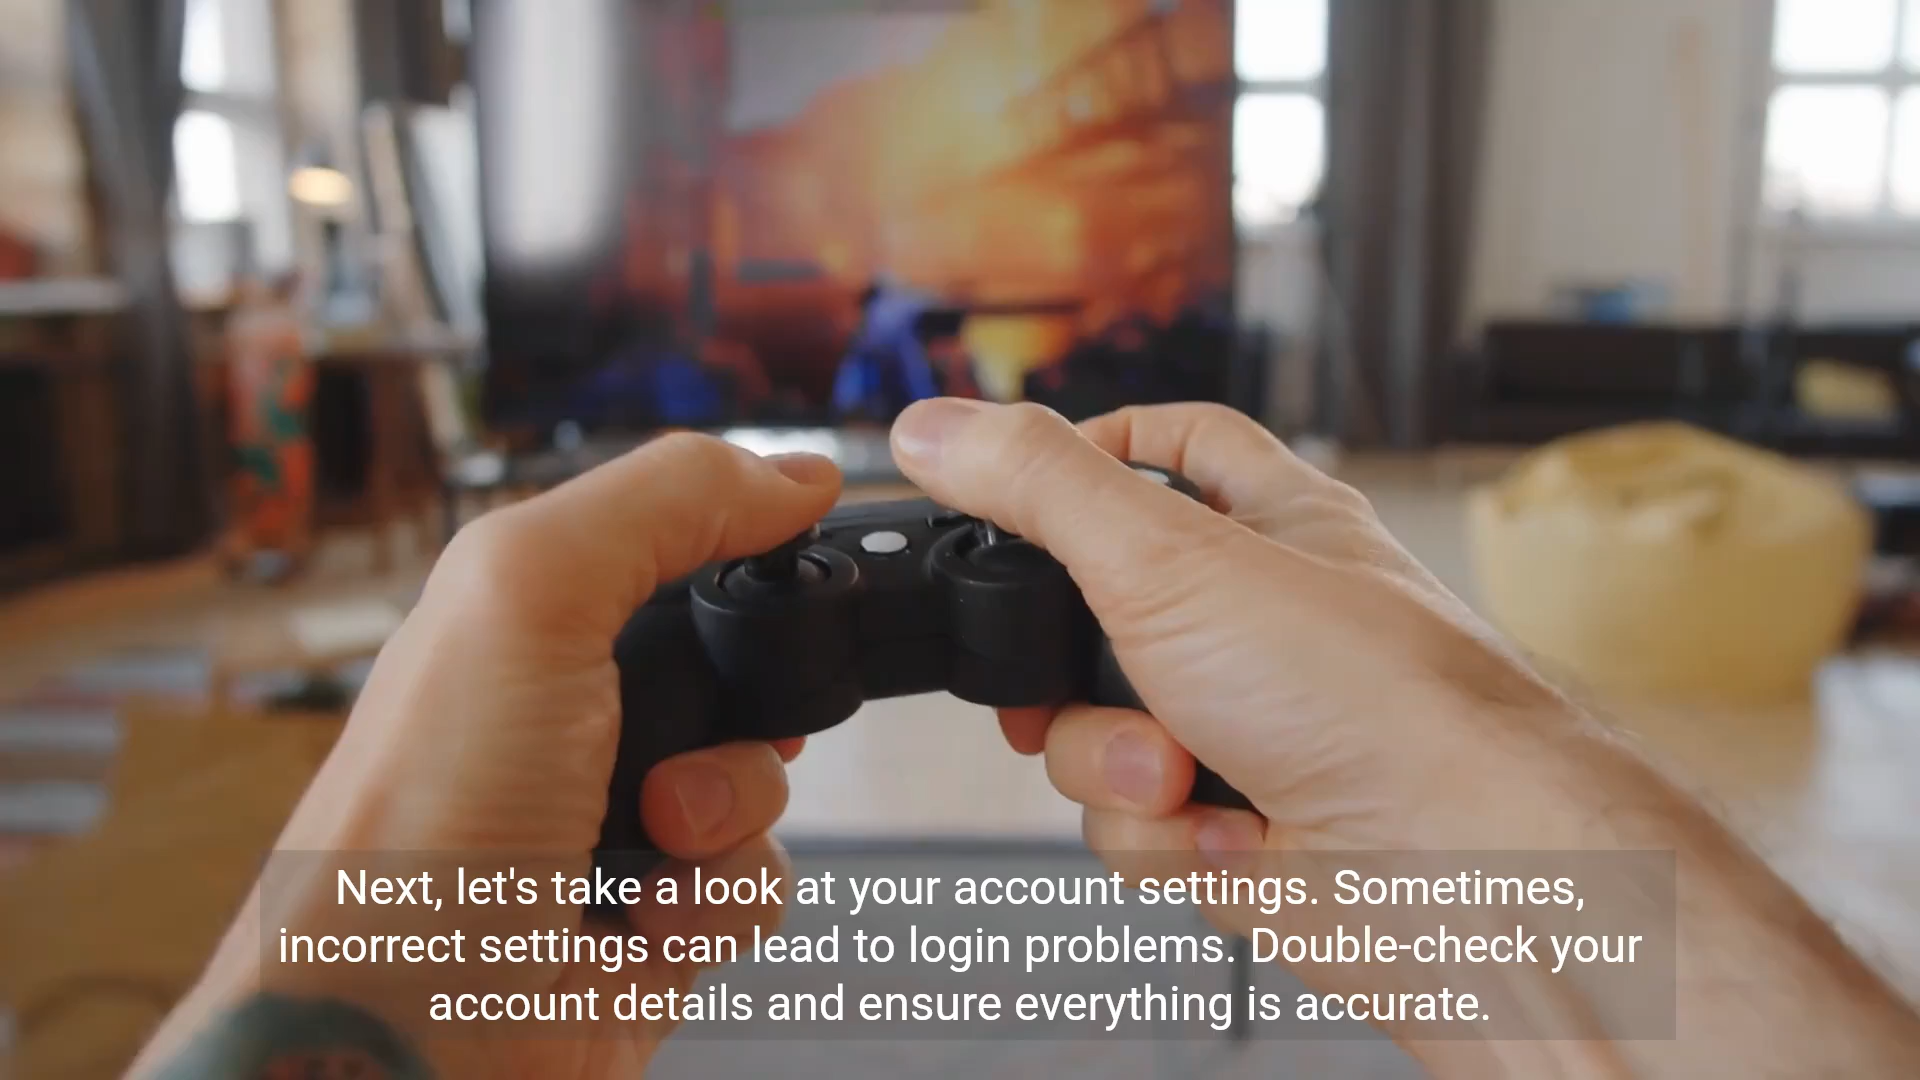 Next, let's take a look at your account settings. Sometimes,
incorrect settings can lead to login problems. Double-check your
account details and ensure everything is accurate.